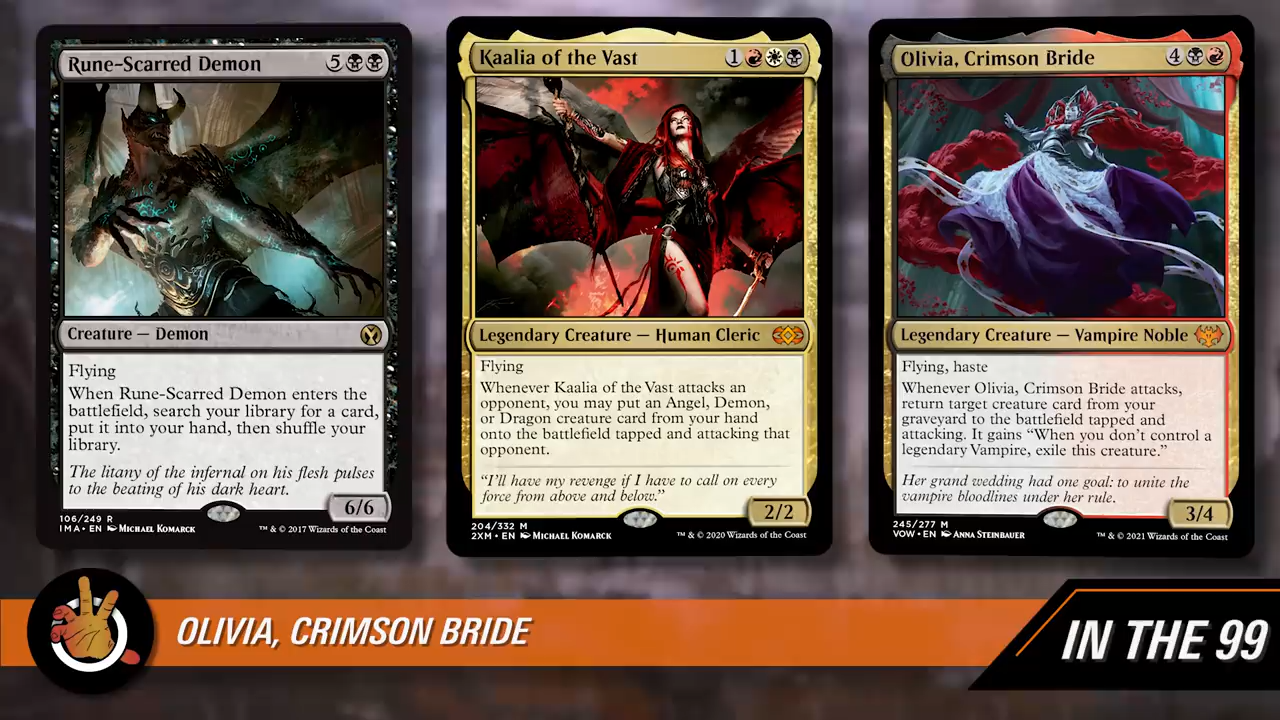 Rune-Scarred Demon 5
Creature — Demon
Flying
When Rune-Scarred Demon enters the
battlefield, search your library for a card,
put it into your hand, then shuffle your
library.
The litany of the infernal on his flesh pulses
to the beating of his dark heart.
6/6
106/249 R
IMA • EN Michael Komarck
™ & © 2017 Wizards of the Coast
Kaalia of the Vast 1
Legendary Creature — Human Cleric
Flying
Whenever Kaalia of the Vast attacks an
opponent, you may put an Angel, Demon,
or Dragon creature card from your hand
onto the battlefield tapped and attacking that
opponent.
“I’ll have my revenge if I have to call on every
force from above and below.”
2/2
204/332 M
2XM • EN Michael Komarck
™ & © 2020 Wizards of the Coast
Olivia, Crimson Bride 4
Legendary Creature — Vampire Noble
Flying, haste
Whenever Olivia, Crimson Bride attacks,
return target creature card from your
graveyard to the battlefield tapped and
attacking. It gains “When you don’t control a
legendary Vampire, exile this creature.”
Her grand wedding had one goal: to unite the
vampire bloodlines under her rule.
3/4
245/277 M
VOW • EN Anna Steinbauer
™ & © 2021 Wizards of the Coast
OLIVIA, CRIMSON BRIDE
IN THE 99